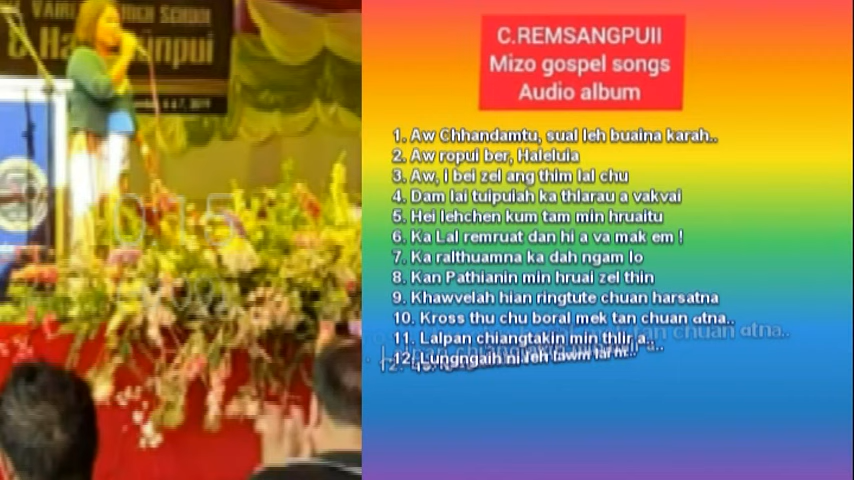 C.REMSANGPUII
Mizo gospel songs
Audio album
1. Aw Chhandamtu, sual leh buaina karah..
2. Aw ropui ber, Haleluia
3. Aw, i bei zel ang thim lal chu
4. Dam lai tuipuiah ka thlarau a vakvai
5. Hei lehchen kum tam min hruaitu
6. Ka Lal remruat dan hi a va mak em !
7. Ka ralthuamna ka dah ngam lo
8. Kan Pathianin min hruai zel thin
9. Khawvelah hian ringtute chuan harsatna
10. Kross thu chu boral mek tan chuan atna..
11. Lalpan chiangtakin min thlir a..
12. Lungngaih ni leh lawm lai ni..